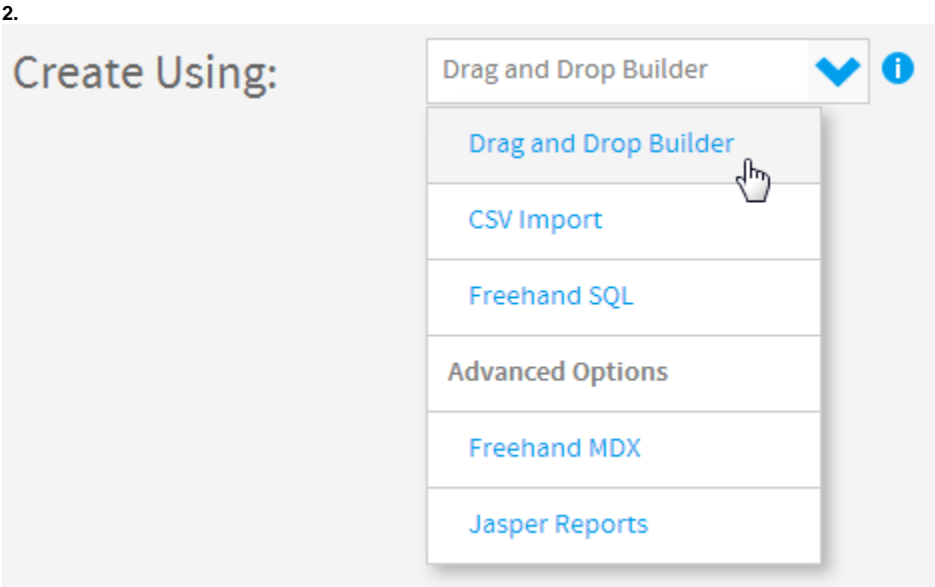 2.
Create Using:
Drag and Drop Builder
Drag and Drop Builder
CSV Import
Freehand SQL
Advanced Options
Freehand MDX
Jasper Reports